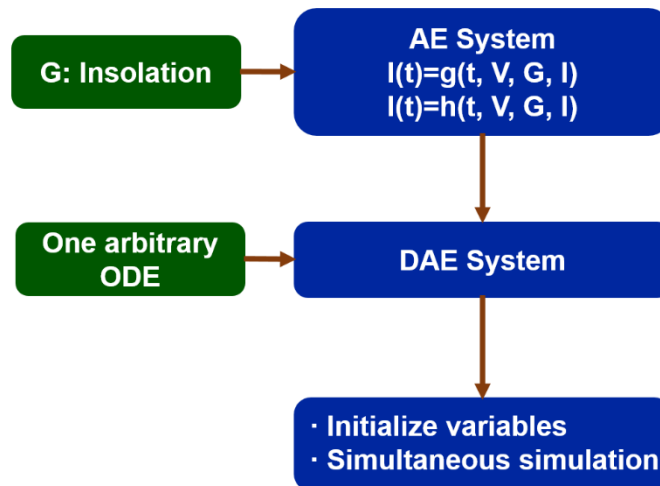 G: Insolation
AE System
I(t)=g(t, V, G, I)
I(t)=h(t, V, G, I)
One arbitrary
ODE
DAE System
· Initialize variables
· Simultaneous simulation